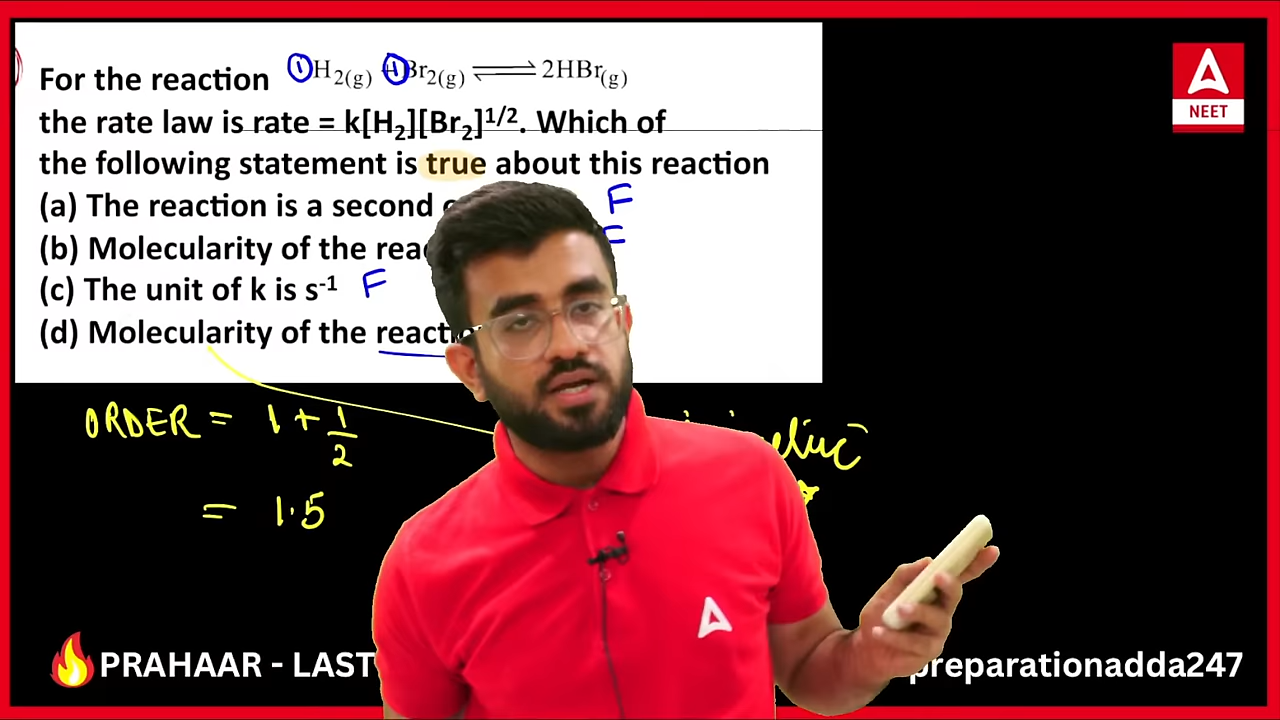 For the reaction ① H2(g) + ① Br2(g) ⇌ 2HBr(g)
the rate law is rate = k[H2][Br2]^1/2. Which of
the following statement is true about this reaction
(a) The reaction is a second F
(b) Molecularity of the
(c) The unit of k is s^-1 F
(d) Molecularity of the
ORDER = 1 + 1/2
= 1.5
NEET
PRAHAAR - LAST
preparationadda247